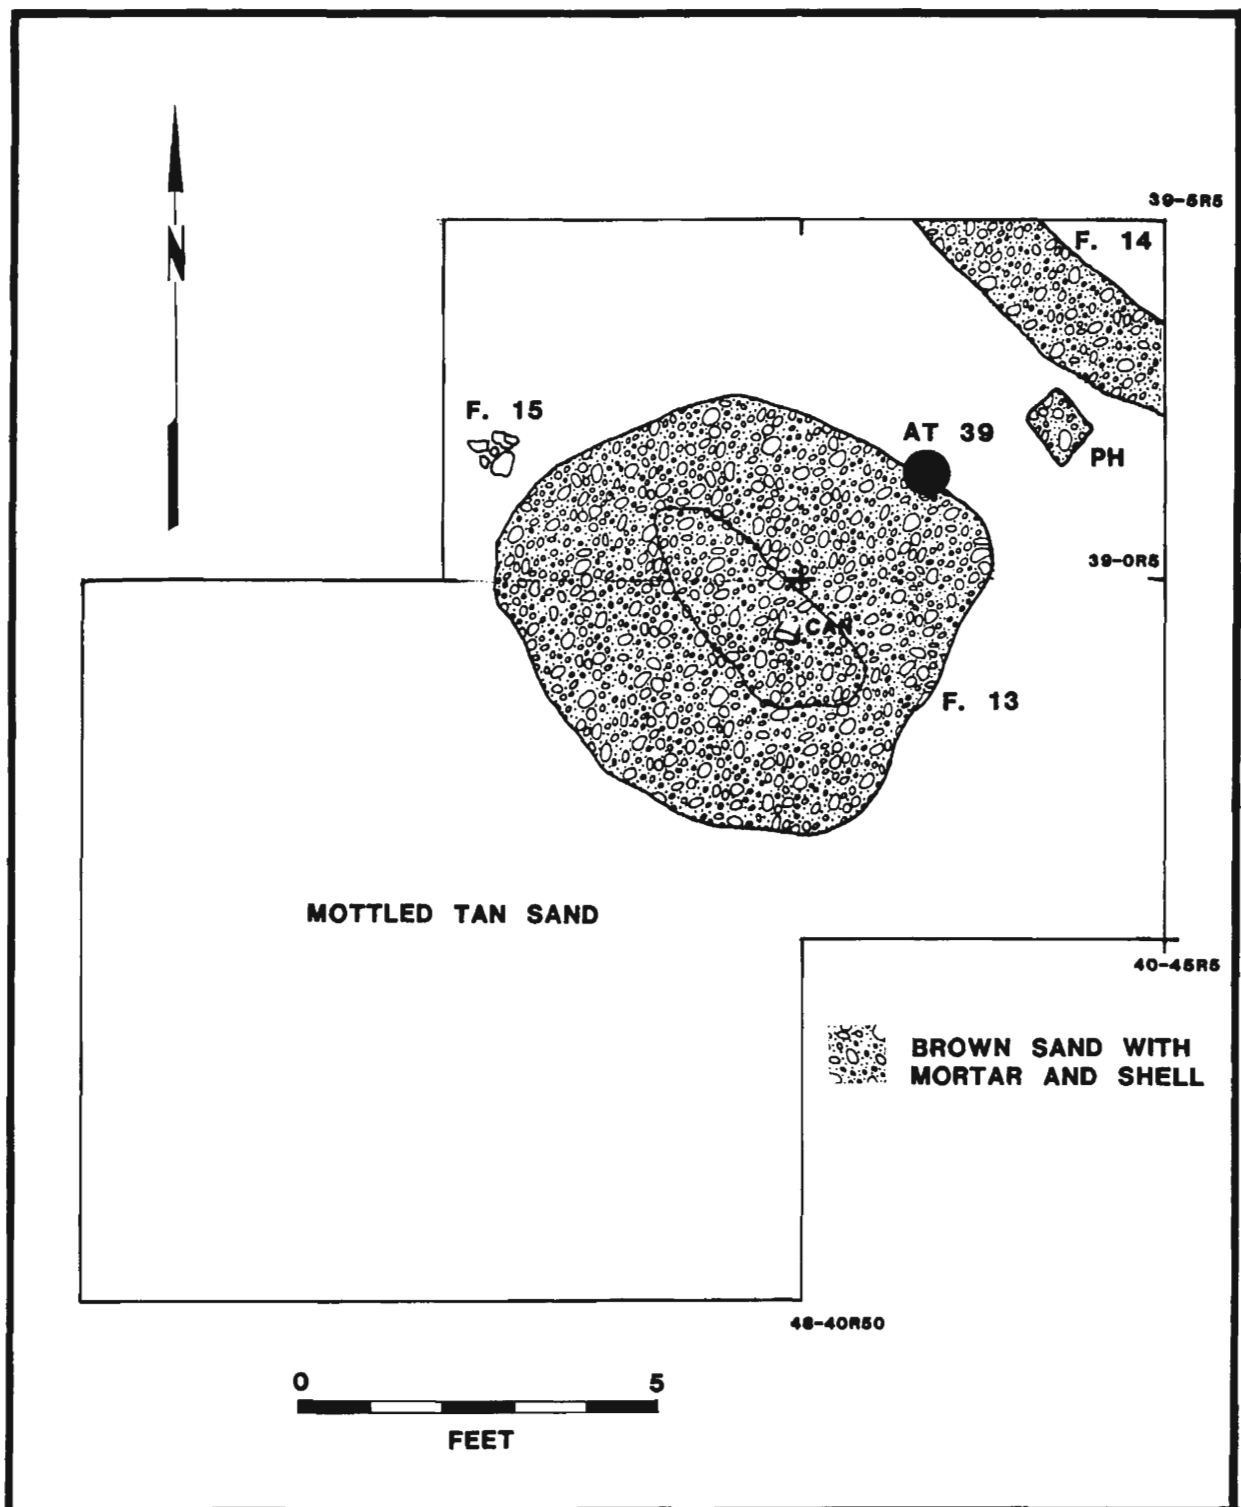 39-5R5
N
F. 14
F. 15
AT 39
PH
39-0R5
CAN
F. 13
MOTTLED TAN SAND
40-45R5
BROWN SAND WITH
MORTAR AND SHELL
48-40R50
0 5
FEET